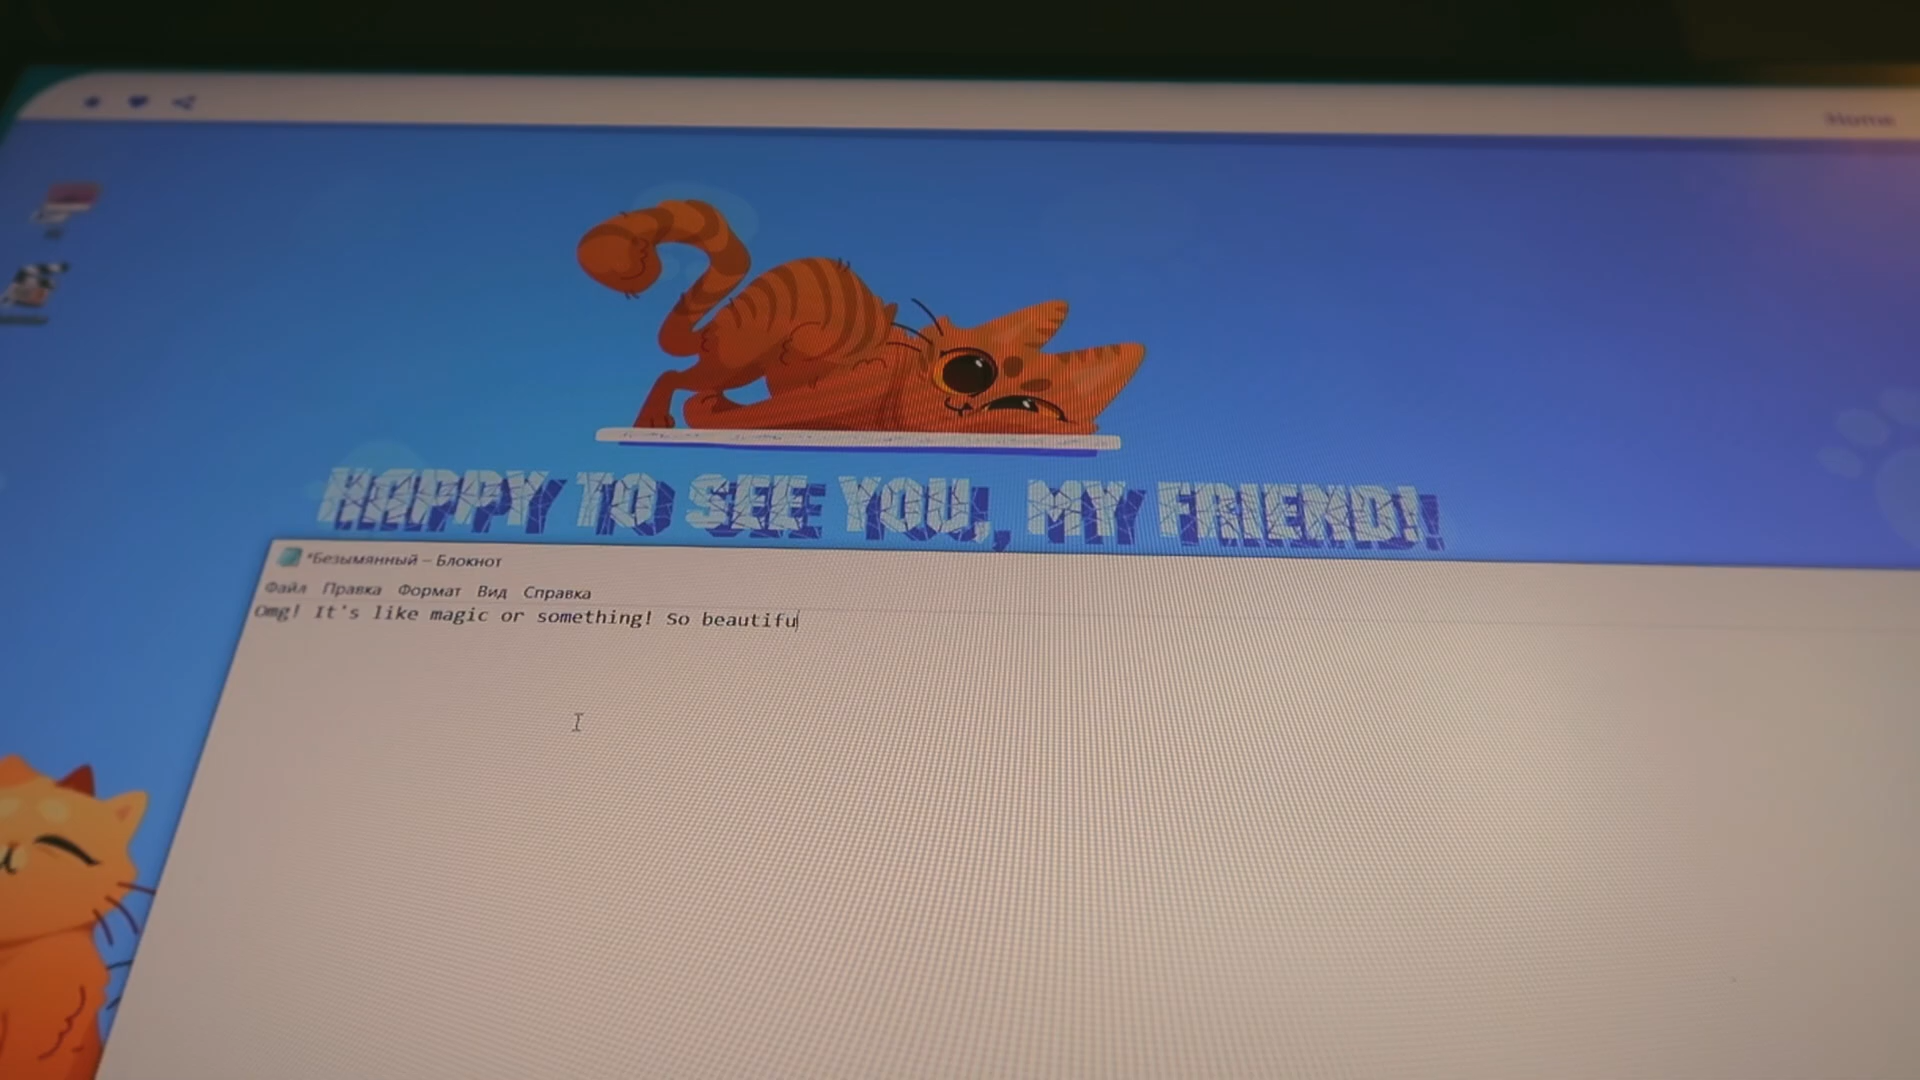 Home
HAPPY TO SEE YOU, MY FRIEND!
*Безымянный – Блокнот
Файл Правка Формат Вид Справка
Omg! It's like magic or something! So beautifu